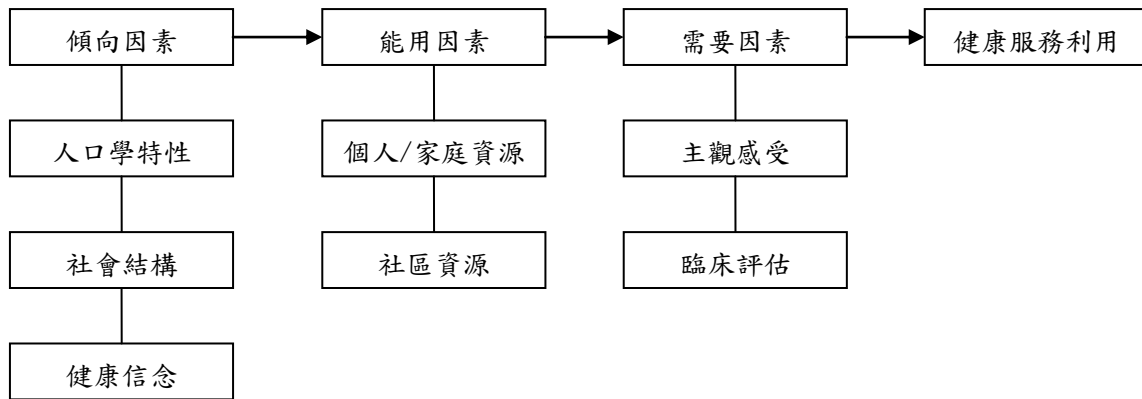 傾向因素
能用因素
需要因素
健康服務利用
人口學特性
個人/家庭資源
主觀感受
社會結構
社區資源
臨床評估
健康信念